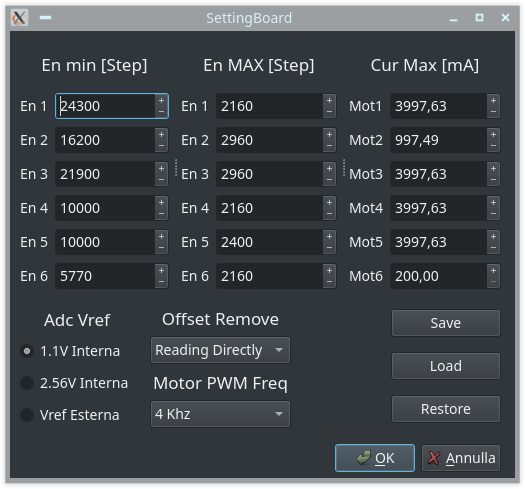 SettingBoard
En min [Step] En MAX [Step] Cur Max [mA]
En 1 24300 En 1 2160 Mot1 3997,63
En 2 16200 En 2 2960 Mot2 997,49
En 3 21900 En 3 2960 Mot3 3997,63
En 4 10000 En 4 2160 Mot4 3997,63
En 5 10000 En 5 2400 Mot5 3997,63
En 6 5770 En 6 2160 Mot6 200,00
Adc Vref Offset Remove Save
1.1V Interna Reading Directly Load
2.56V Interna Motor PWM Freq
Vref Esterna 4 Khz Restore
OK Annulla